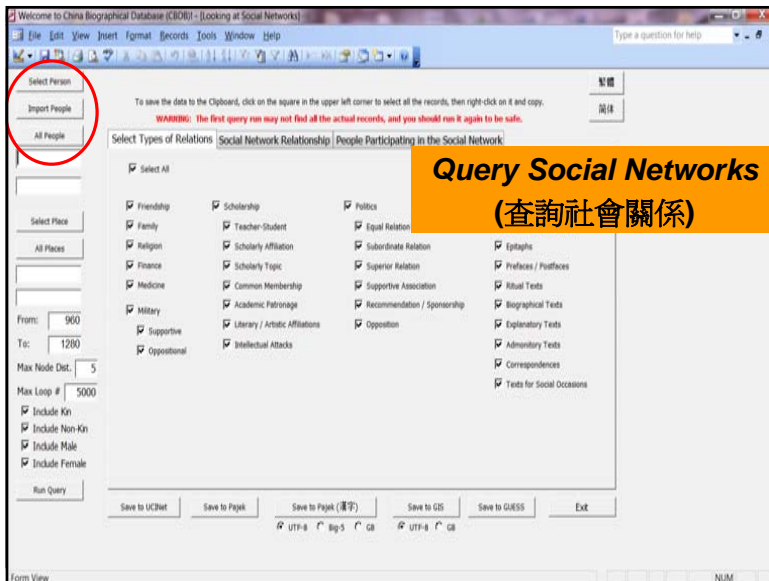 Welcome to China Biographical Database (CBDB)! - [Looking at Social Networks]
File Edit View Insert Format Records Tools Window Help
Type a question for help
Select Person
Import People
All People
To save the data to the Clipboard, click on the square in the upper left corner to select all the records, then right-click on it and copy.
WARNING: The first query run may not find all the actual records, and you should run it again to be safe.
繁體
简体
Select Types of Relations Social Network Relationship People Participating in the Social Network
Query Social Networks
(查詢社會關係)
Select All
Friendship Scholarship Politics
Family Teacher-Student Equal Relation
Religion Scholarly Affiliation Subordinate Relation Epitaphs
Finance Scholarly Topic Superior Relation Prefaces / Postfaces
Medicine Common Membership Supportive Association Ritual Texts
Military Academic Patronage Recommendation / Sponsorship Biographical Texts
Supportive Literary / Artistic Affiliations Opposition Explanatory Texts
Oppositional Intellectual Attacks Admonitory Texts
Correspondences
Texts for Social Occasions
Select Place
All Places
From: 960
To: 1280
Max Node Dist. 5
Max Loop # 5000
Include Kin
Include Non-Kin
Include Male
Include Female
Run Query
Save to UCINet Save to Pajek Save to Pajek (漢字) Save to GIS Save to GUESS Exit
UTF-8 Big-5 GB UTF-8 GB
Form View NUM